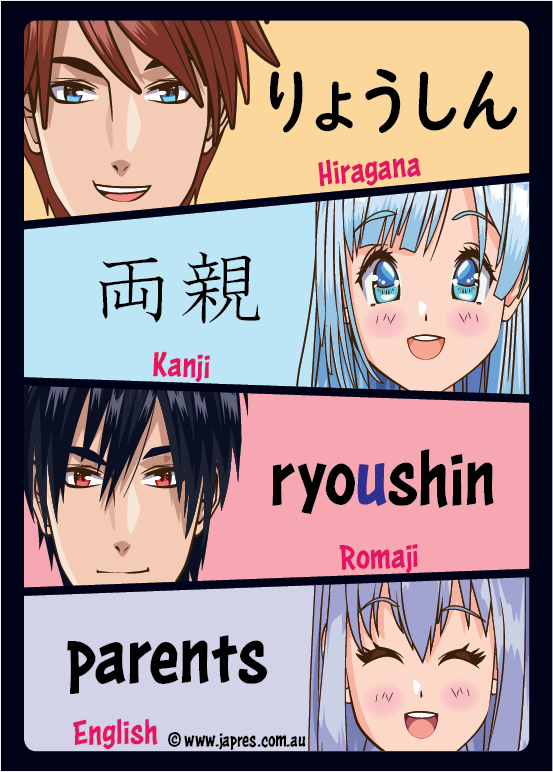 りょうしん
Hiragana
両親
Kanji
ryoushin
Romaji
parents
English © www.japres.com.au